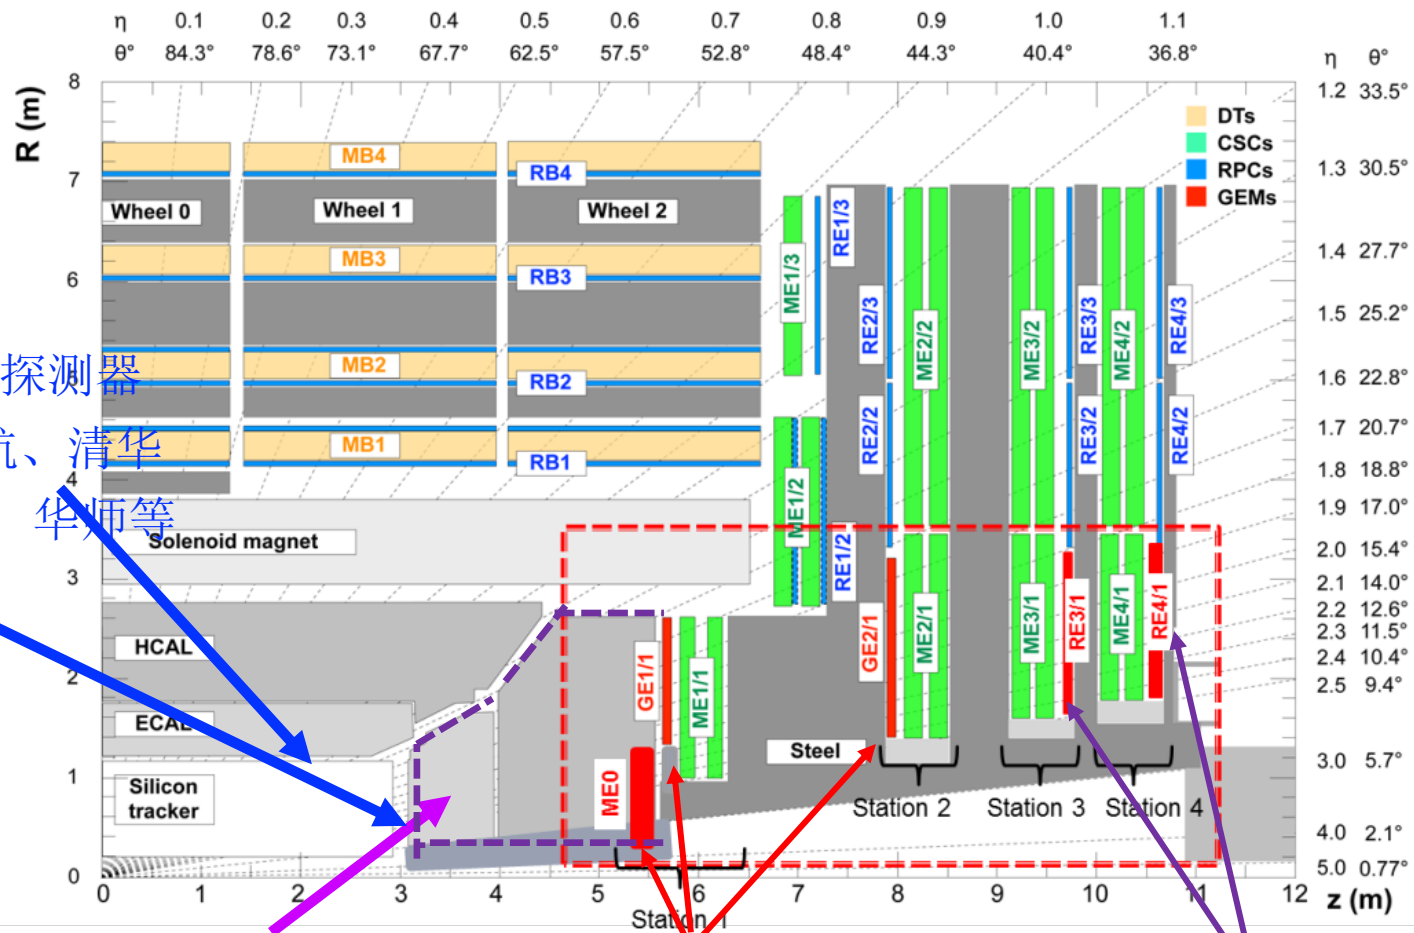 η 0.1 0.2 0.3 0.4 0.5 0.6 0.7 0.8 0.9 1.0 1.1
θ° 84.3° 78.6° 73.1° 67.7° 62.5° 57.5° 52.8° 48.4° 44.3° 40.4° 36.8°
η θ°
R (m)
8
7
6
4
3
2
1
0
1.2 33.5°
1.3 30.5°
1.4 27.7°
1.5 25.2°
1.6 22.8°
1.7 20.7°
1.8 18.8°
1.9 17.0°
2.0 15.4°
2.1 14.0°
2.2 12.6°
2.3 11.5°
2.4 10.4°
2.5 9.4°
3.0 5.7°
4.0 2.1°
5.0 0.77°
DTs
CSCs
RPCs
GEMs
MB4
RB4
Wheel 0
Wheel 1
Wheel 2
MB3
RB3
MB2
RB2
MB1
RB1
探测器
航、清华
华师等
Solenoid magnet
HCAL
ECAL
Silicon
tracker
Steel
ME1/3
RE1/3
ME1/2
RE1/2
RE2/3
RE2/2
ME2/2
ME3/2
RE3/3
RE3/2
ME4/2
RE4/3
RE4/2
GE1/1
ME1/1
ME0
GE2/1
ME2/1
ME3/1
RE3/1
ME4/1
RE4/1
Station 1
Station 2
Station 3
Station 4
0 1 2 3 4 5 6 7 8 9 10 11 12
z (m)